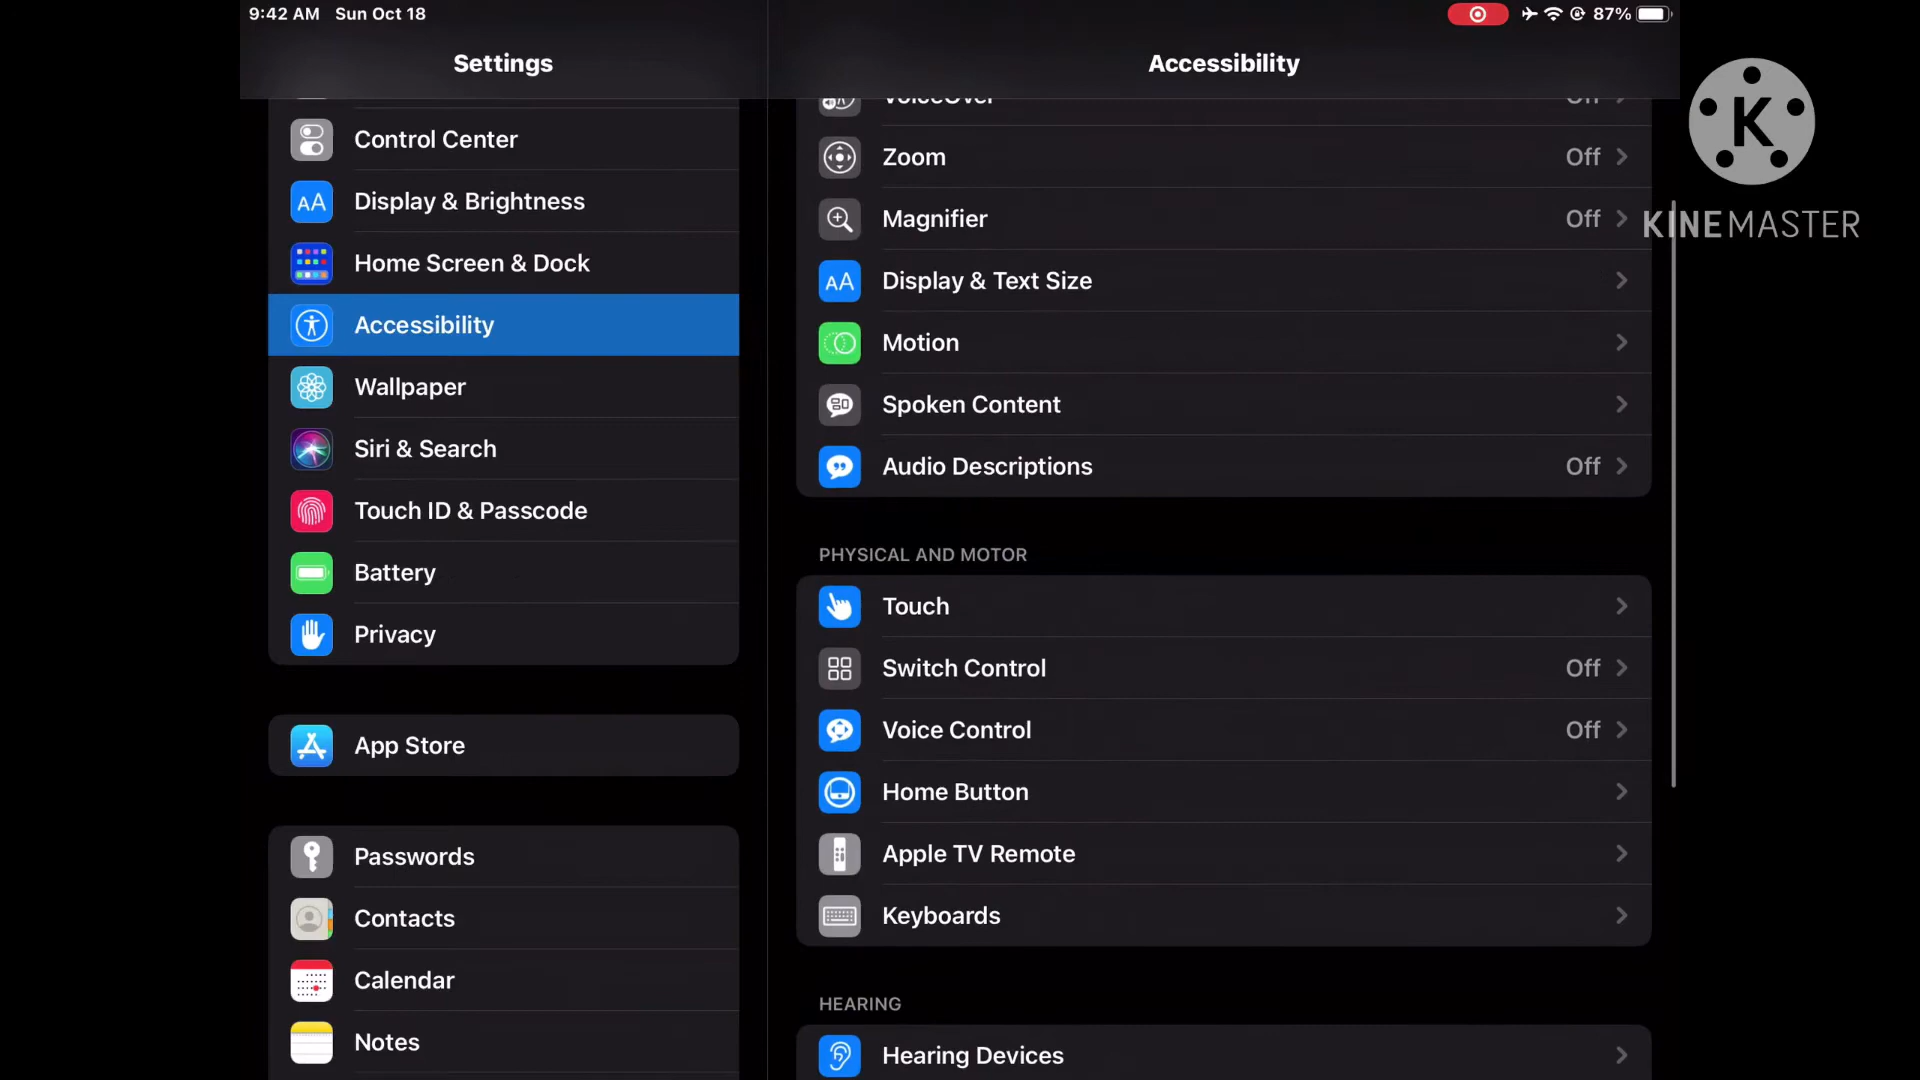 9:42 AM Sun Oct 18
87%
Settings
Control Center
Display & Brightness
Home Screen & Dock
Accessibility
Wallpaper
Siri & Search
Touch ID & Passcode
Battery
Privacy
App Store
Passwords
Contacts
Calendar
Notes
Accessibility
VoiceOver Off
Zoom Off
Magnifier Off
Display & Text Size
Motion
Spoken Content
Audio Descriptions Off
PHYSICAL AND MOTOR
Touch
Switch Control Off
Voice Control Off
Home Button
Apple TV Remote
Keyboards
HEARING
Hearing Devices
K
KINEMASTER